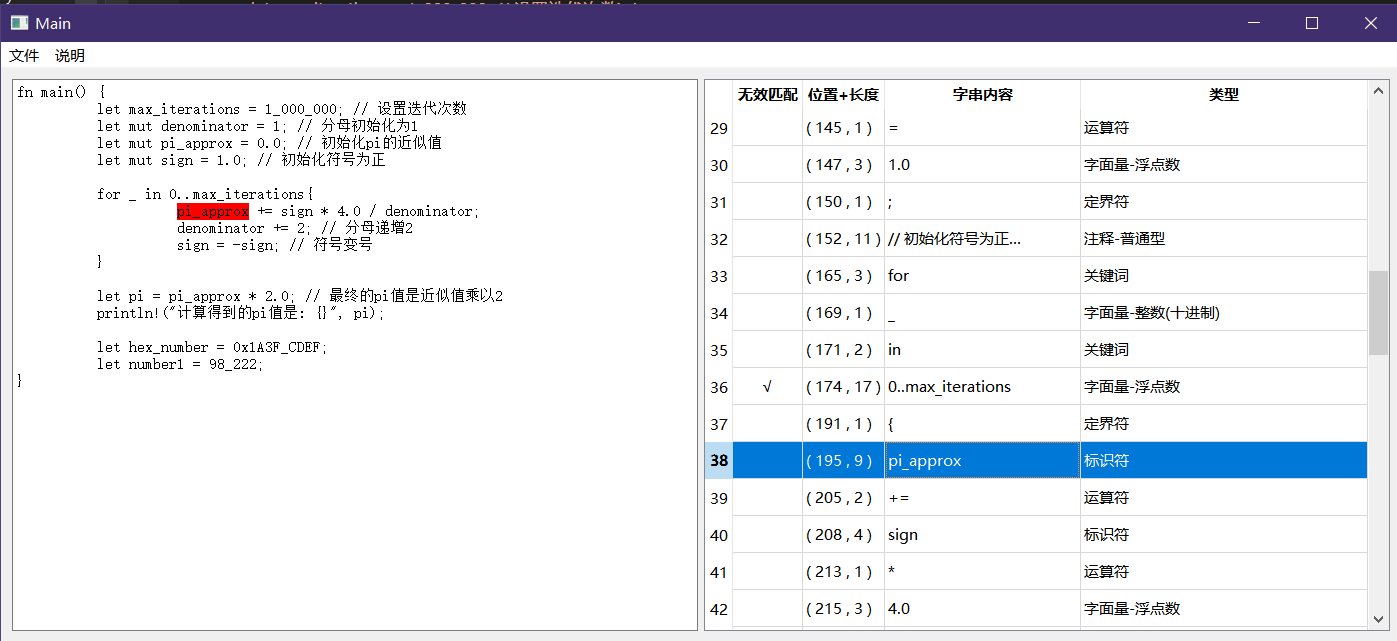 Main
文件 说明
fn main() {
let max_iterations = 1_000_000; // 设置迭代次数
let mut denominator = 1; // 分母初始化为1
let mut pi_approx = 0.0; // 初始化pi的近似值
let mut sign = 1.0; // 初始化符号为正
for _ in 0..max_iterations{
pi_approx += sign * 4.0 / denominator;
denominator += 2; // 分母递增2
sign = -sign; // 符号变号
}
let pi = pi_approx * 2.0; // 最终的pi值是近似值乘以2
println!("计算得到的pi值是: {}", pi);
let hex_number = 0x1A3F_CDEF;
let number1 = 98_222;
}
无效匹配 位置+长度 字串内容 类型
29 ( 145 , 1 ) = 运算符
30 ( 147 , 3 ) 1.0 字面量-浮点数
31 ( 150 , 1 ) ; 定界符
32 ( 152 , 11 ) // 初始化符号为正... 注释-普通型
33 ( 165 , 3 ) for 关键词
34 ( 169 , 1 ) _ 字面量-整数(十进制)
35 ( 171 , 2 ) in 关键词
36 √ ( 174 , 17 ) 0..max_iterations 字面量-浮点数
37 ( 191 , 1 ) { 定界符
38 ( 195 , 9 ) pi_approx 标识符
39 ( 205 , 2 ) += 运算符
40 ( 208 , 4 ) sign 标识符
41 ( 213 , 1 ) * 运算符
42 ( 215 , 3 ) 4.0 字面量-浮点数